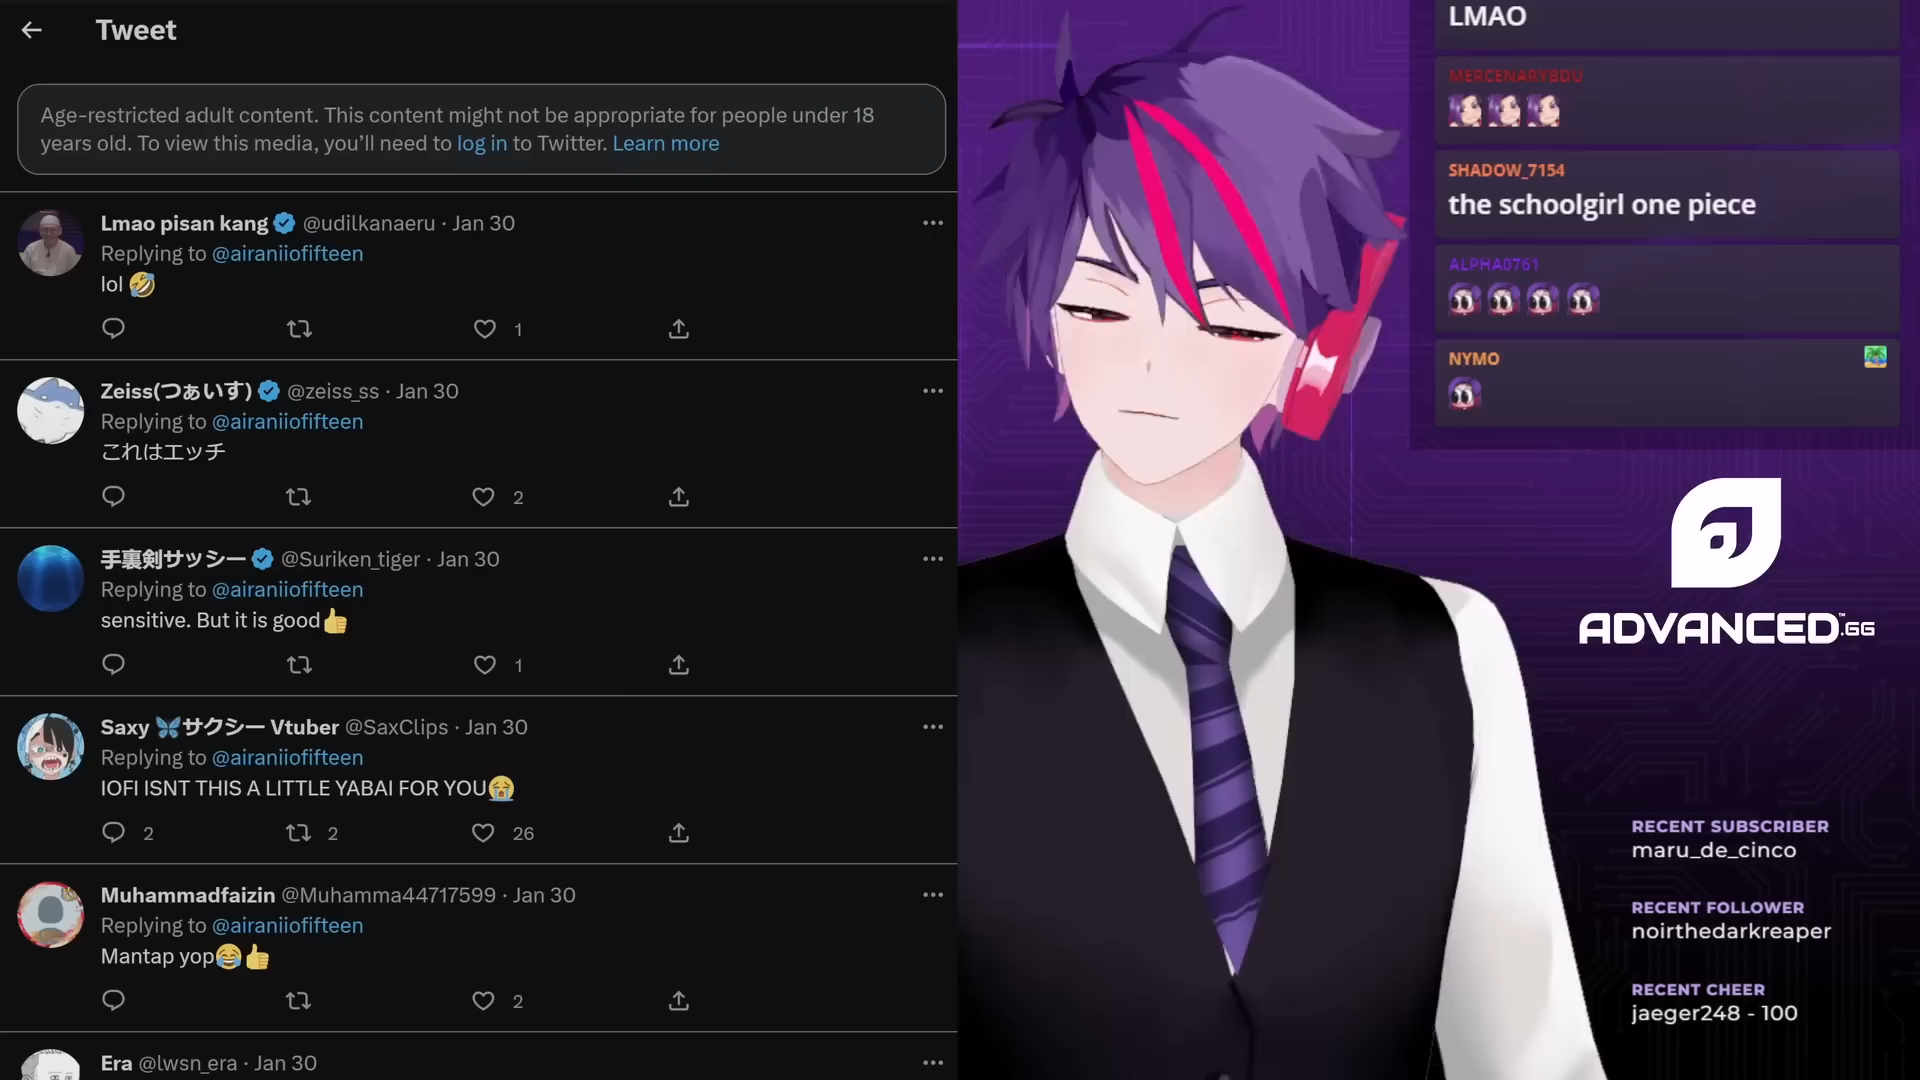 Tweet
Age-restricted adult content. This content might not be appropriate for people under 18
years old. To view this media, you’ll need to log in to Twitter. Learn more
Lmao pisan kang @udilkanaeru · Jan 30
Replying to @airaniiofifteen
lol 🤣
1
Zeiss(つぁいす) @zeiss_ss · Jan 30
Replying to @airaniiofifteen
これはエッチ
2
手裏剣サッシー @Suriken_tiger · Jan 30
Replying to @airaniiofifteen
sensitive. But it is good👍
1
Saxy 🦋サクシー Vtuber @SaxClips · Jan 30
Replying to @airaniiofifteen
IOFI ISNT THIS A LITTLE YABAI FOR YOU😭
2 2 26
Muhammadfaizin @Muhamma44717599 · Jan 30
Replying to @airaniiofifteen
Mantap yop😂👍
2
Era @lwsn_era · Jan 30
LMAO
MERCENARYBDU
SHADOW_7154
the schoolgirl one piece
ALPHA0761
NYMO
ADVANCED.GG™
RECENT SUBSCRIBER
maru_de_cinco
RECENT FOLLOWER
noirthedarkreaper
RECENT CHEER
jaeger248 - 100